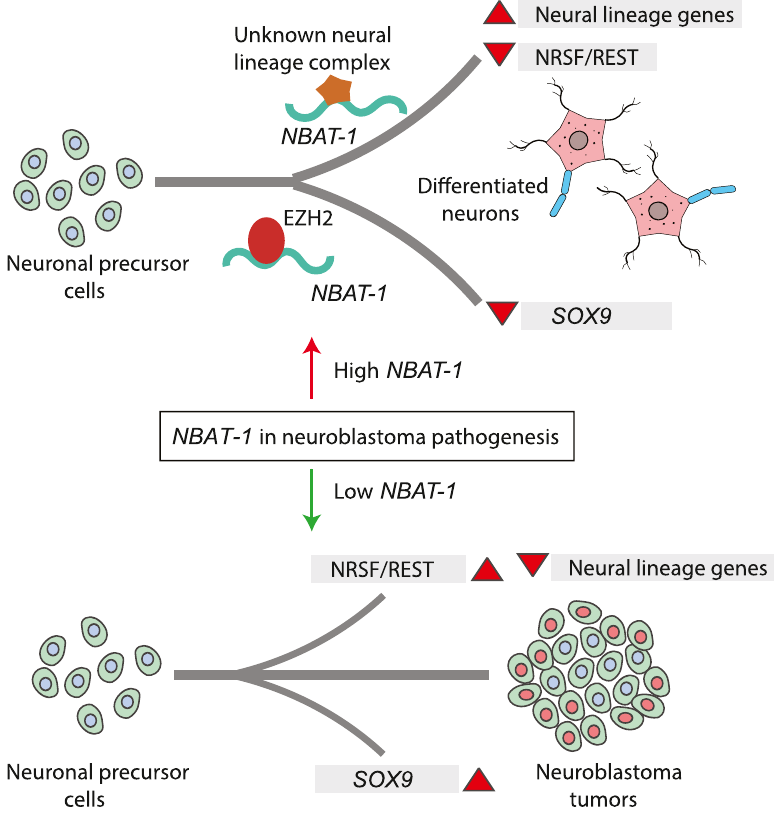 Neural lineage genes
Unknown neural
lineage complex
NRSF/REST
NBAT-1
Differentiated
neurons
EZH2
Neuronal precursor
cells
NBAT-1
SOX9
High NBAT-1
NBAT-1 in neuroblastoma pathogenesis
Low NBAT-1
NRSF/REST
Neural lineage genes
Neuronal precursor
cells
SOX9
Neuroblastoma
tumors